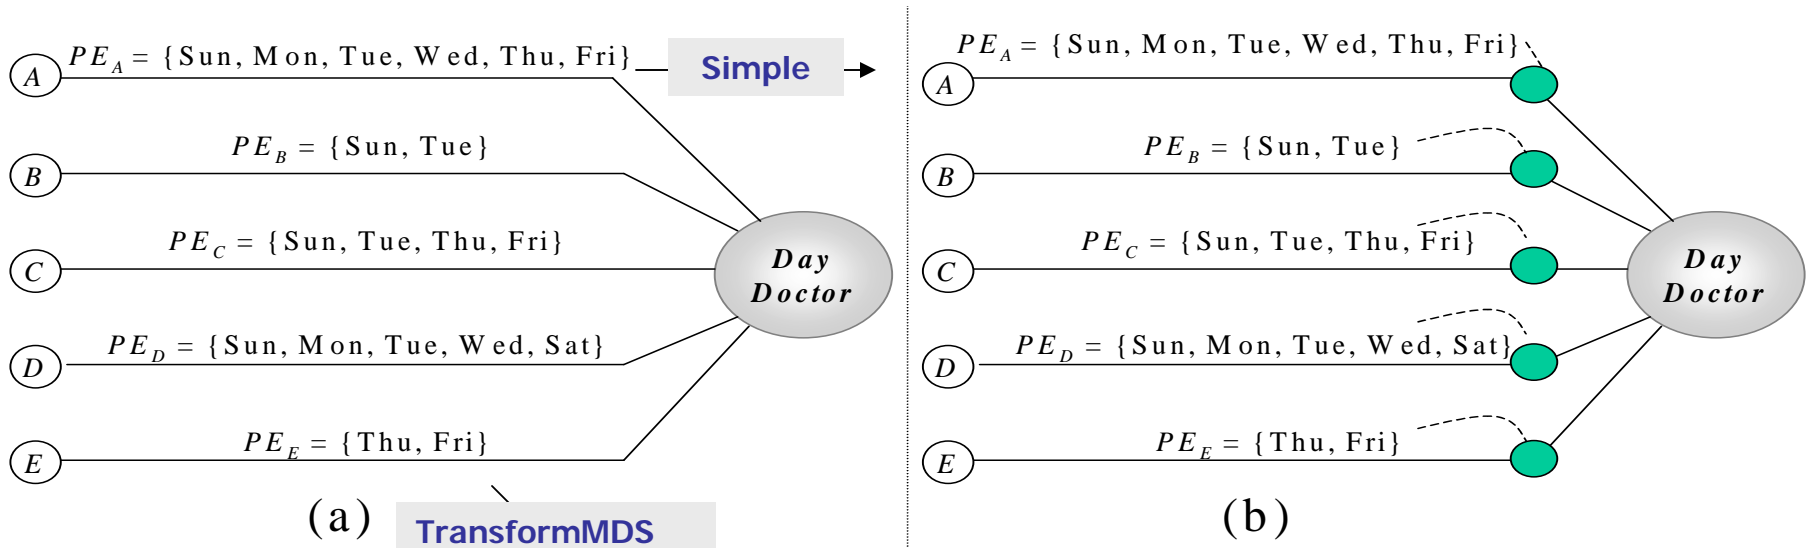 PE_A = {Sun, Mon, Tue, Wed, Thu, Fri}
Simple
A
PE_B = {Sun, Tue}
B
PE_C = {Sun, Tue, Thu, Fri}
C
Day
Doctor
PE_D = {Sun, Mon, Tue, Wed, Sat}
D
PE_E = {Thu, Fri}
E
(a)
TransformMDS
PE_A = {Sun, Mon, Tue, Wed, Thu, Fri}
A
PE_B = {Sun, Tue}
B
PE_C = {Sun, Tue, Thu, Fri}
C
Day
Doctor
PE_D = {Sun, Mon, Tue, Wed, Sat}
D
PE_E = {Thu, Fri}
E
(b)